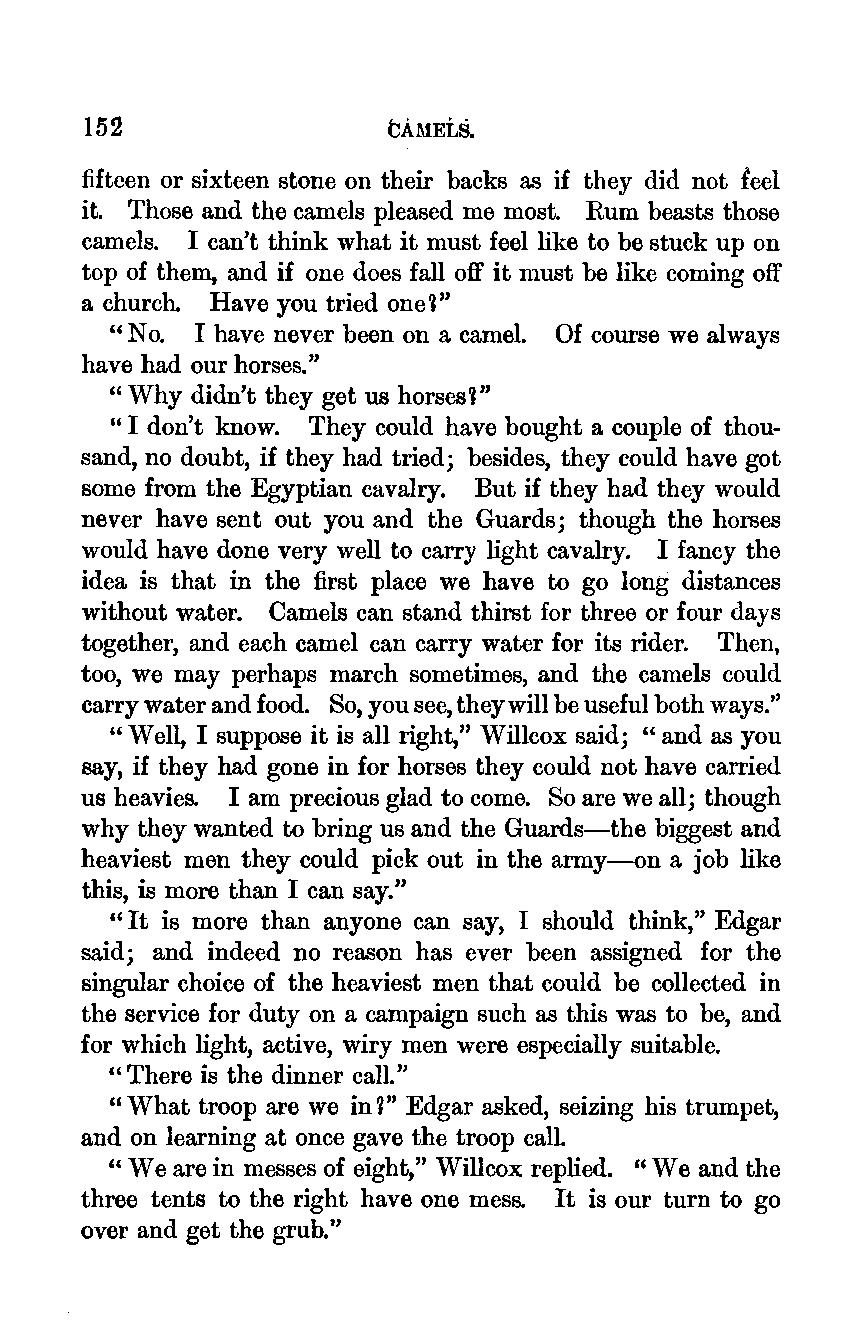 152 CAMELS.
fifteen or sixteen stone on their backs as if they did not feel
it. Those and the camels pleased me most. Rum beasts those
camels. I can't think what it must feel like to be stuck up on
top of them, and if one does fall off it must be like coming off
a church. Have you tried one?"
"No. I have never been on a camel. Of course we always
have had our horses."
"Why didn't they get us horses?"
"I don't know. They could have bought a couple of thou-
sand, no doubt, if they had tried; besides, they could have got
some from the Egyptian cavalry. But if they had they would
never have sent out you and the Guards; though the horses
would have done very well to carry light cavalry. I fancy the
idea is that in the first place we have to go long distances
without water. Camels can stand thirst for three or four days
together, and each camel can carry water for its rider. Then,
too, we may perhaps march sometimes, and the camels could
carry water and food. So, you see, they will be useful both ways."
"Well, I suppose it is all right," Willcox said; "and as you
say, if they had gone in for horses they could not have carried
us heavies. I am precious glad to come. So are we all; though
why they wanted to bring us and the Guards—the biggest and
heaviest men they could pick out in the army—on a job like
this, is more than I can say."
"It is more than anyone can say, I should think," Edgar
said; and indeed no reason has ever been assigned for the
singular choice of the heaviest men that could be collected in
the service for duty on a campaign such as this was to be, and
for which light, active, wiry men were especially suitable.
"There is the dinner call."
"What troop are we in?" Edgar asked, seizing his trumpet,
and on learning at once gave the troop call.
"We are in messes of eight," Willcox replied. "We and the
three tents to the right have one mess. It is our turn to go
over and get the grub."